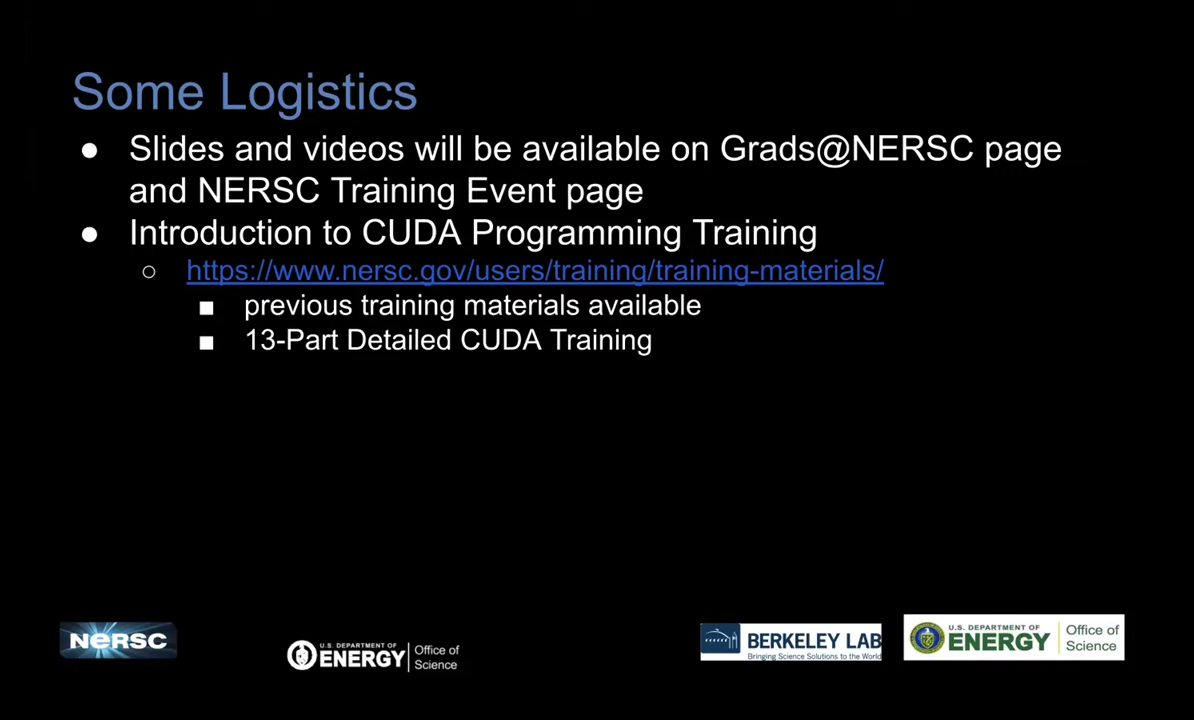 Some Logistics
● Slides and videos will be available on Grads@NERSC page
and NERSC Training Event page
● Introduction to CUDA Programming Training
○ https://www.nersc.gov/users/training/training-materials/
■ previous training materials available
■ 13-Part Detailed CUDA Training
NERSC
U.S. DEPARTMENT OF
ENERGY
Office of
Science
BERKELEY LAB
Bringing Science Solutions to the World
U.S. DEPARTMENT OF
ENERGY
Office of
Science